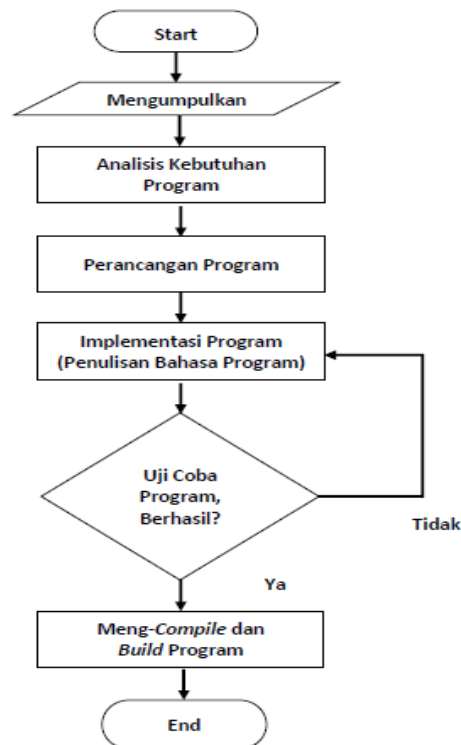 Start
Mengumpulkan
Analisis Kebutuhan
Program
Perancangan Program
Implementasi Program
(Penulisan Bahasa Program)
Uji Coba
Program,
Berhasil?
Tidak
Ya
Meng-Compile dan
Build Program
End